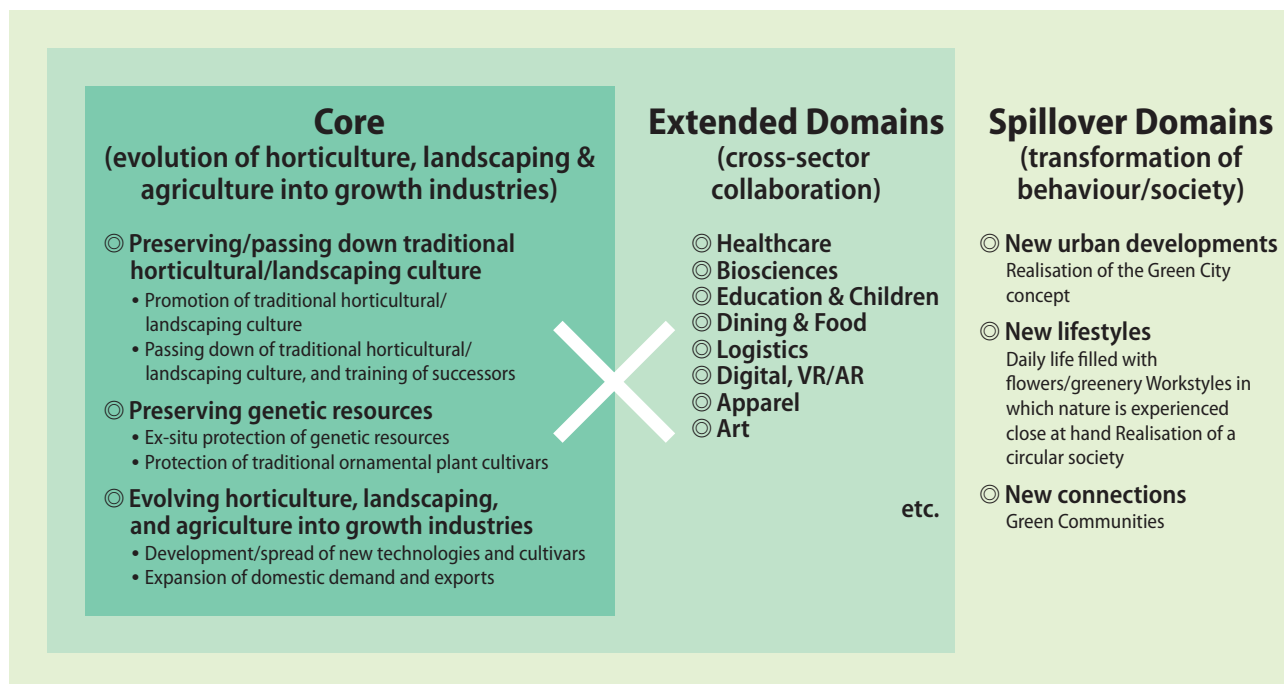 Core
(evolution of horticulture, landscaping &
agriculture into growth industries)
◎ Preserving/passing down traditional
horticultural/landscaping culture
• Promotion of traditional horticultural/
landscaping culture
• Passing down of traditional horticultural/
landscaping culture, and training of successors
◎ Preserving genetic resources
• Ex-situ protection of genetic resources
• Protection of traditional ornamental plant cultivars
◎ Evolving horticulture, landscaping,
and agriculture into growth industries
• Development/spread of new technologies and cultivars
• Expansion of domestic demand and exports
Extended Domains
(cross-sector
collaboration)
◎ Healthcare
◎ Biosciences
◎ Education & Children
◎ Dining & Food
◎ Logistics
◎ Digital, VR/AR
◎ Apparel
◎ Art
etc.
Spillover Domains
(transformation of
behaviour/society)
◎ New urban developments
Realisation of the Green City
concept
◎ New lifestyles
Daily life filled with
flowers/greenery Workstyles in
which nature is experienced
close at hand Realisation of a
circular society
◎ New connections
Green Communities